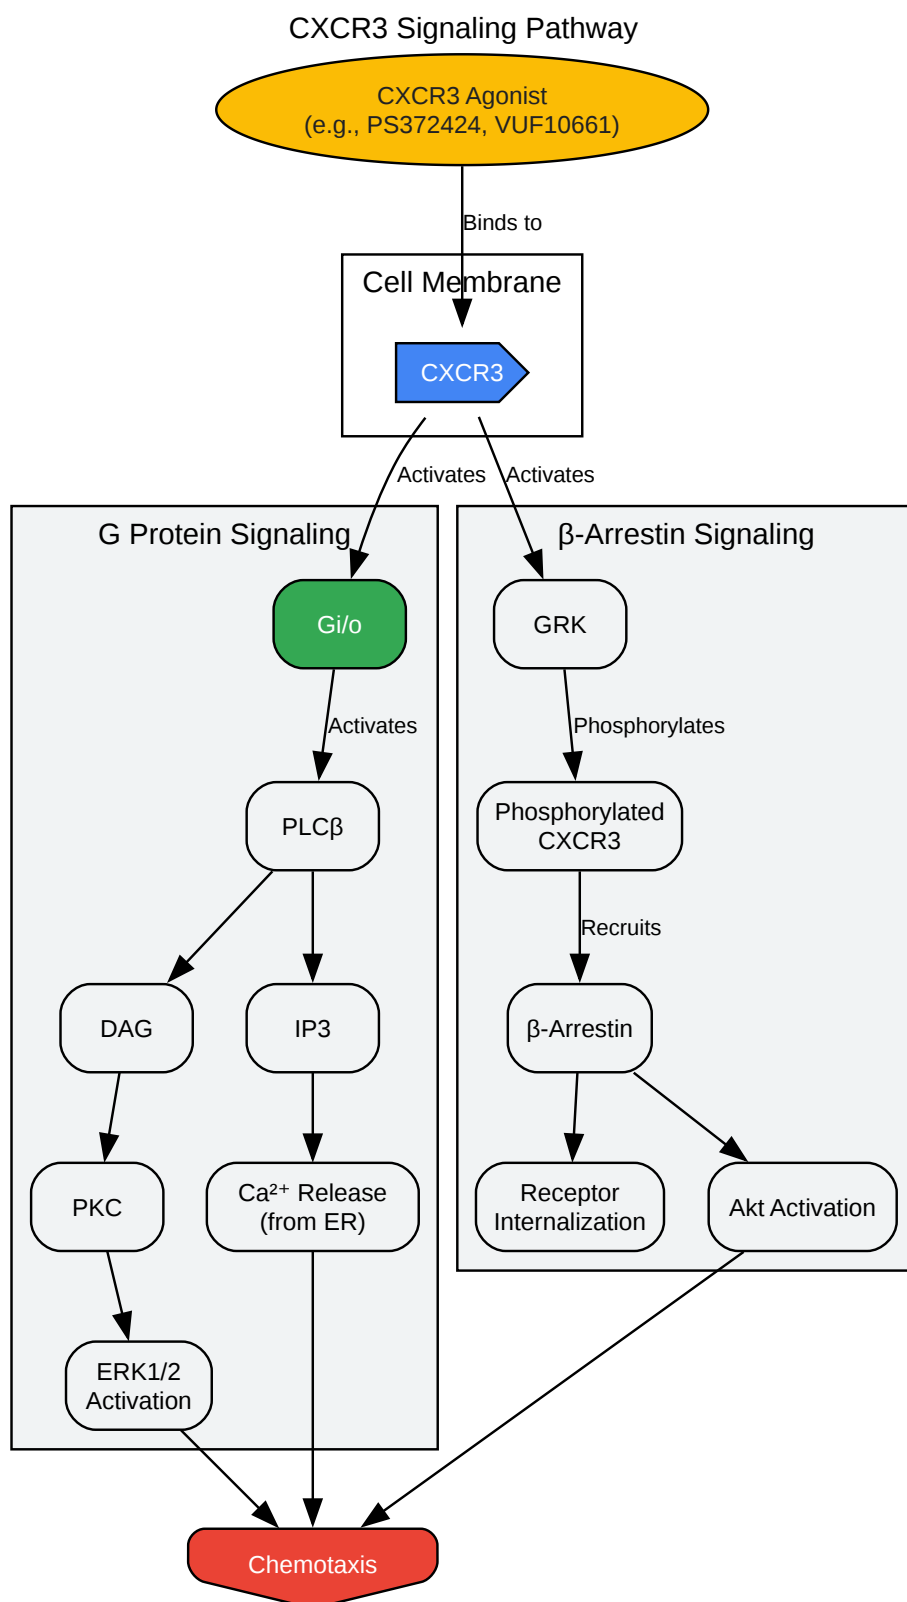 CXCR3 Signaling Pathway
CXCR3 Agonist
(e.g., PS372424, VUF10661)
Binds to
Cell Membrane
CXCR3
Activates
Activates
G Protein Signaling
β-Arrestin Signaling
Gi/o
GRK
Activates
Phosphorylates
PLCβ
Phosphorylated
CXCR3
Recruits
DAG
IP3
β-Arrestin
PKC
Ca²⁺ Release
(from ER)
Receptor
Internalization
Akt Activation
ERK1/2
Activation
Chemotaxis